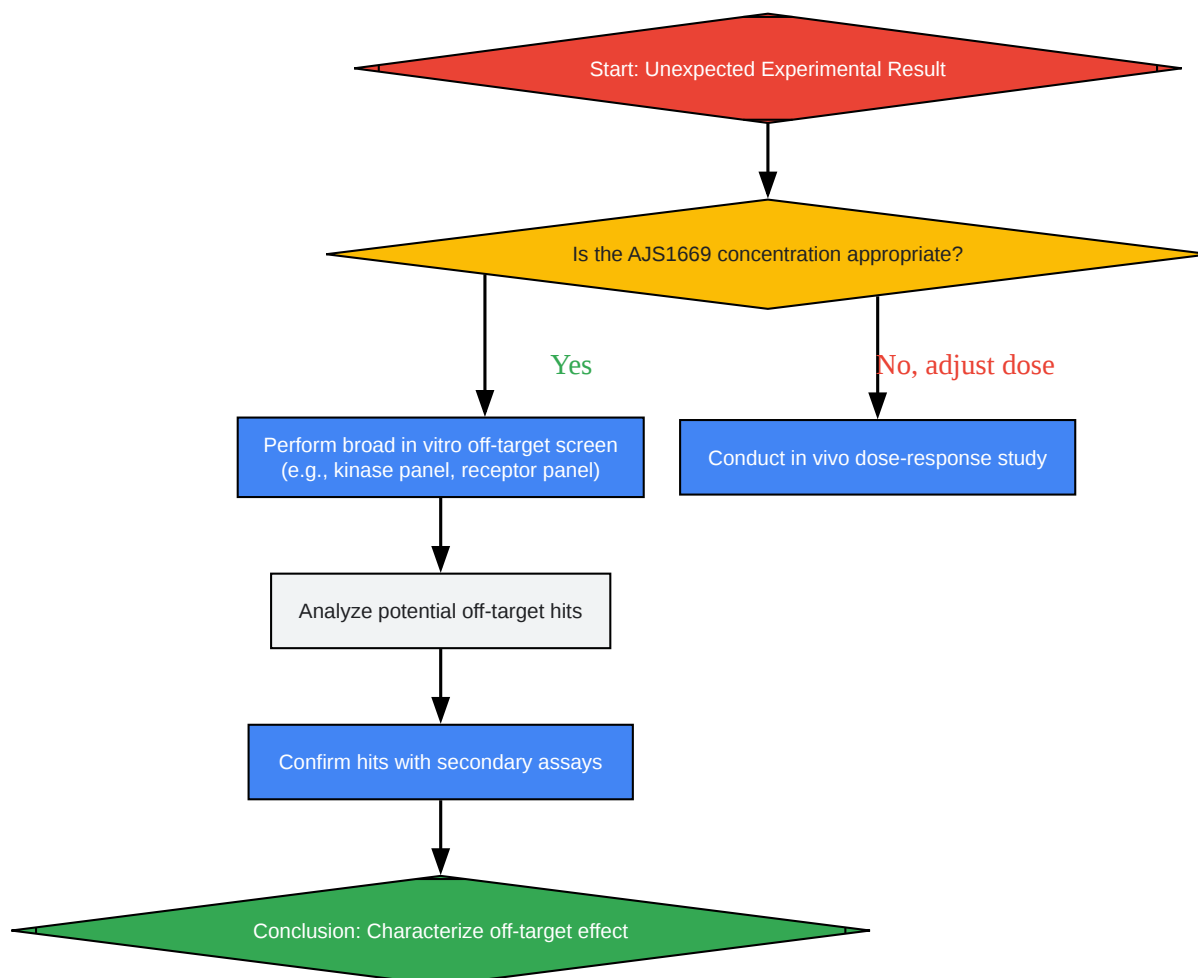 Start: Unexpected Experimental Result
Is the AJS1669 concentration appropriate?
Yes
No, adjust dose
Perform broad in vitro off-target screen
(e.g., kinase panel, receptor panel)
Conduct in vivo dose-response study
Analyze potential off-target hits
Confirm hits with secondary assays
Conclusion: Characterize off-target effect